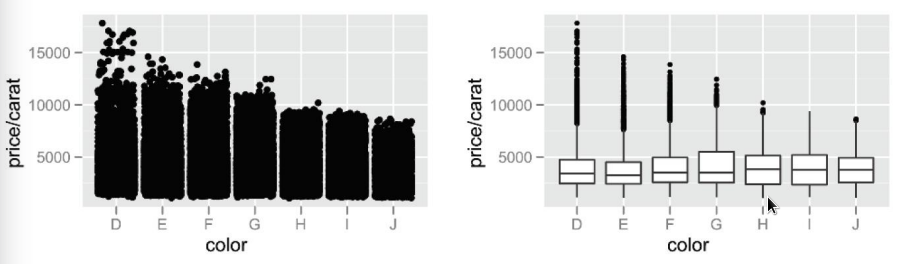 price/carat
15000
10000
5000
D E F G H I J
color
price/carat
15000
10000
5000
D E F G H I J
color